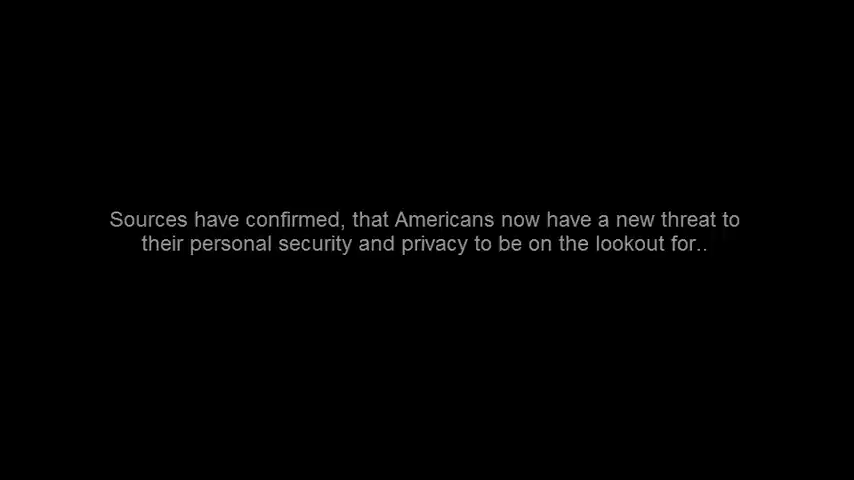 Sources have confirmed, that Americans now have a new threat to
their personal security and privacy to be on the lookout for..